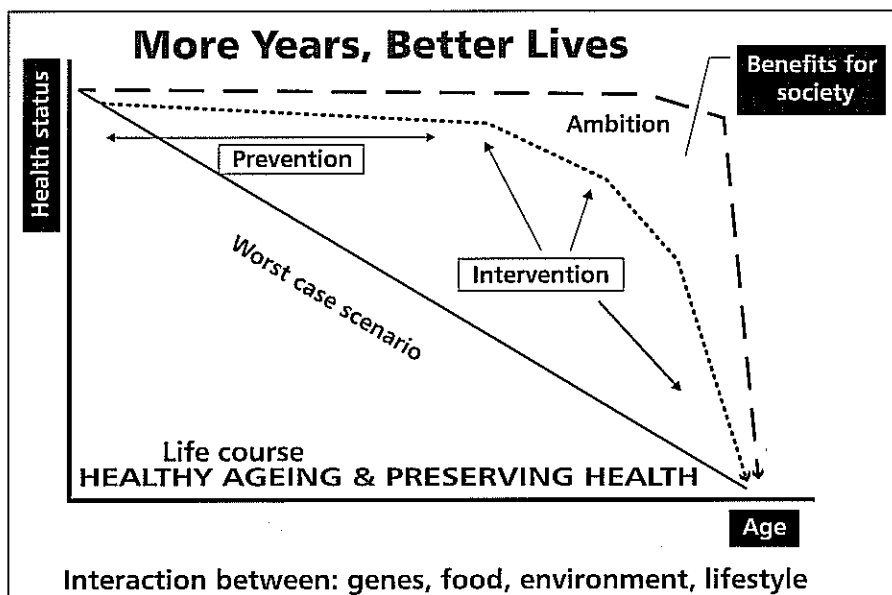 More Years, Better Lives
Health status
Benefits for
society
Ambition
Prevention
Worst case scenario
Intervention
Life course
HEALTHY AGEING & PRESERVING HEALTH
Age
Interaction between: genes, food, environment, lifestyle